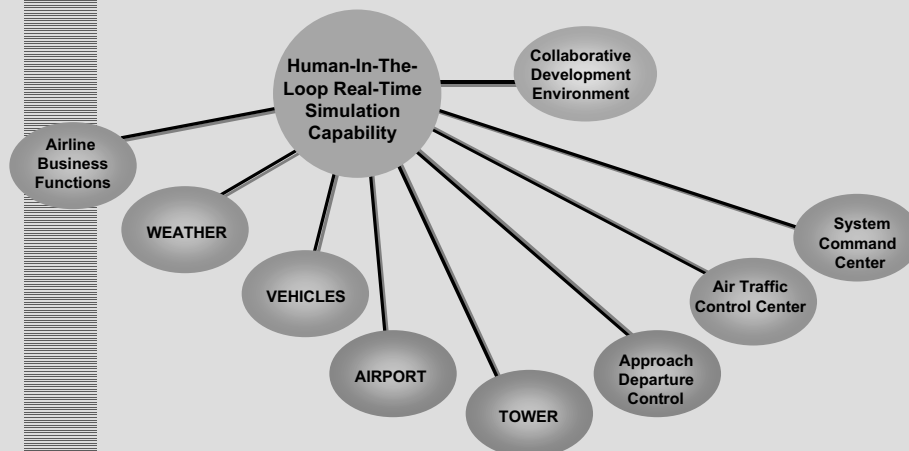 Human-In-The-
Loop Real-Time
Simulation
Capability
Collaborative
Development
Environment
Airline
Business
Functions
WEATHER
VEHICLES
AIRPORT
TOWER
Approach
Departure
Control
Air Traffic
Control Center
System
Command
Center